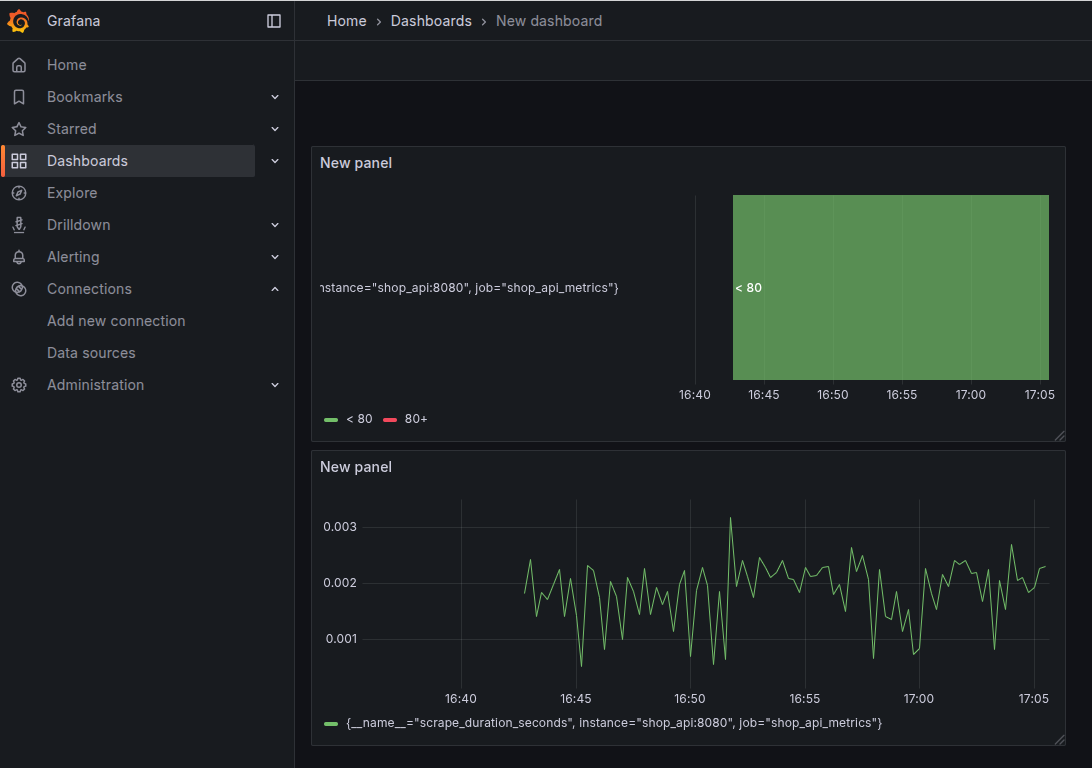 Grafana
Home › Dashboards › New dashboard
Home
Bookmarks
Starred
Dashboards
Explore
Drilldown
Alerting
Connections
Add new connection
Data sources
Administration
New panel
nstance="shop_api:8080", job="shop_api_metrics"}
< 80
16:40 16:45 16:50 16:55 17:00 17:05
< 80 80+
New panel
0.003
0.002
0.001
16:40 16:45 16:50 16:55 17:00 17:05
{__name__="scrape_duration_seconds", instance="shop_api:8080", job="shop_api_metrics"}